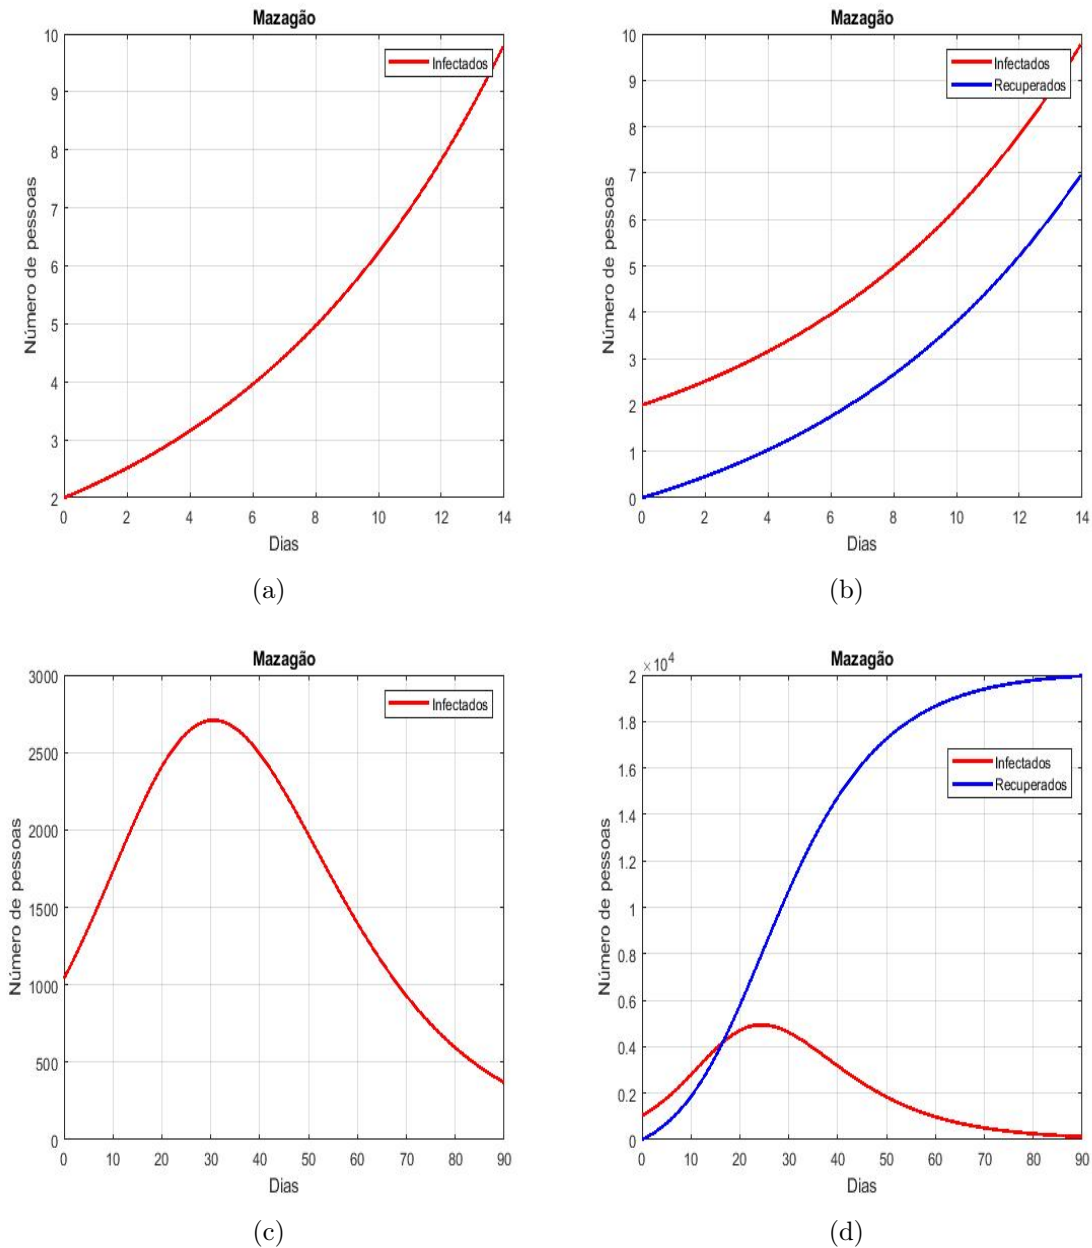 Mazagão
10
9
8
7
6
5
4
3
2
0 2 4 6 8 10 12 14
Número de pessoas
Dias
Infectados
(a)
Mazagão
10
9
8
7
6
5
4
3
2
1
0
0 2 4 6 8 10 12 14
Número de pessoas
Dias
Infectados
Recuperados
(b)
Mazagão
3000
2500
2000
1500
1000
500
0
0 10 20 30 40 50 60 70 80 90
Número de pessoas
Dias
Infectados
(c)
Mazagão
×10⁴
2
1.8
1.6
1.4
1.2
1
0.8
0.6
0.4
0.2
0
0 10 20 30 40 50 60 70 80 90
Número de pessoas
Dias
Infectados
Recuperados
(d)